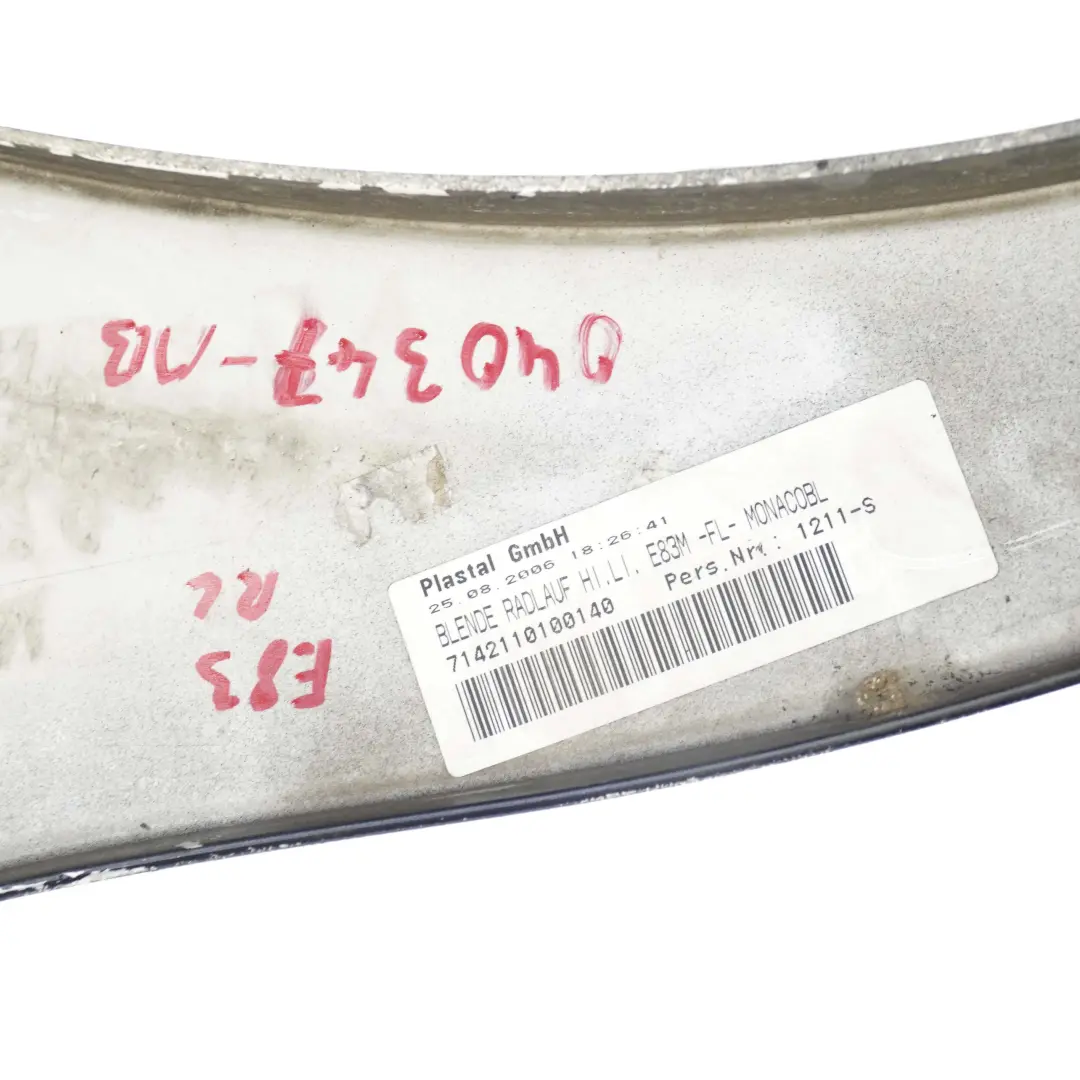 040347-MB
E83
RL
Plastal GmbH
25.08.2006 18:26:41
BLENDE RADLAUF HI.LI. E83M -FL- MONACOBL
7142110100140 Pers.Nr.: 1211-S